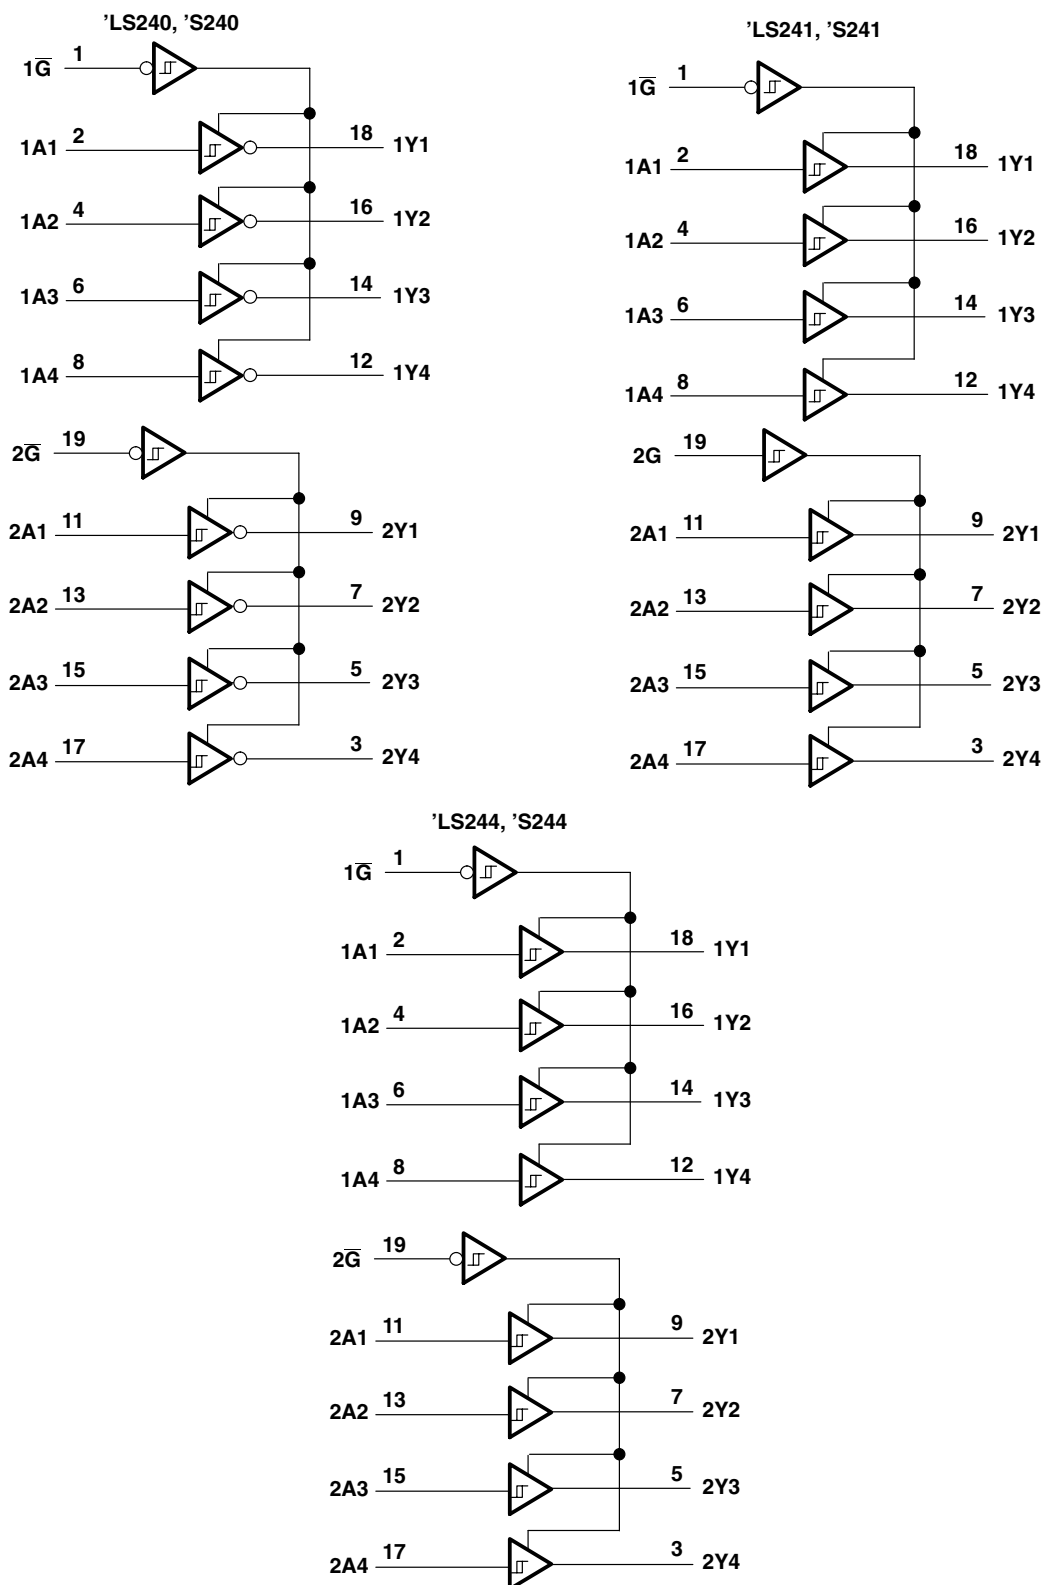 ’LS240, ’S240
1G̅ 1
1A1 2 18 1Y1
1A2 4 16 1Y2
1A3 6 14 1Y3
1A4 8 12 1Y4
2G̅ 19
2A1 11 9 2Y1
2A2 13 7 2Y2
2A3 15 5 2Y3
2A4 17 3 2Y4
’LS241, ’S241
1G̅ 1
1A1 2 18 1Y1
1A2 4 16 1Y2
1A3 6 14 1Y3
1A4 8 12 1Y4
2G 19
2A1 11 9 2Y1
2A2 13 7 2Y2
2A3 15 5 2Y3
2A4 17 3 2Y4
’LS244, ’S244
1G̅ 1
1A1 2 18 1Y1
1A2 4 16 1Y2
1A3 6 14 1Y3
1A4 8 12 1Y4
2G̅ 19
2A1 11 9 2Y1
2A2 13 7 2Y2
2A3 15 5 2Y3
2A4 17 3 2Y4